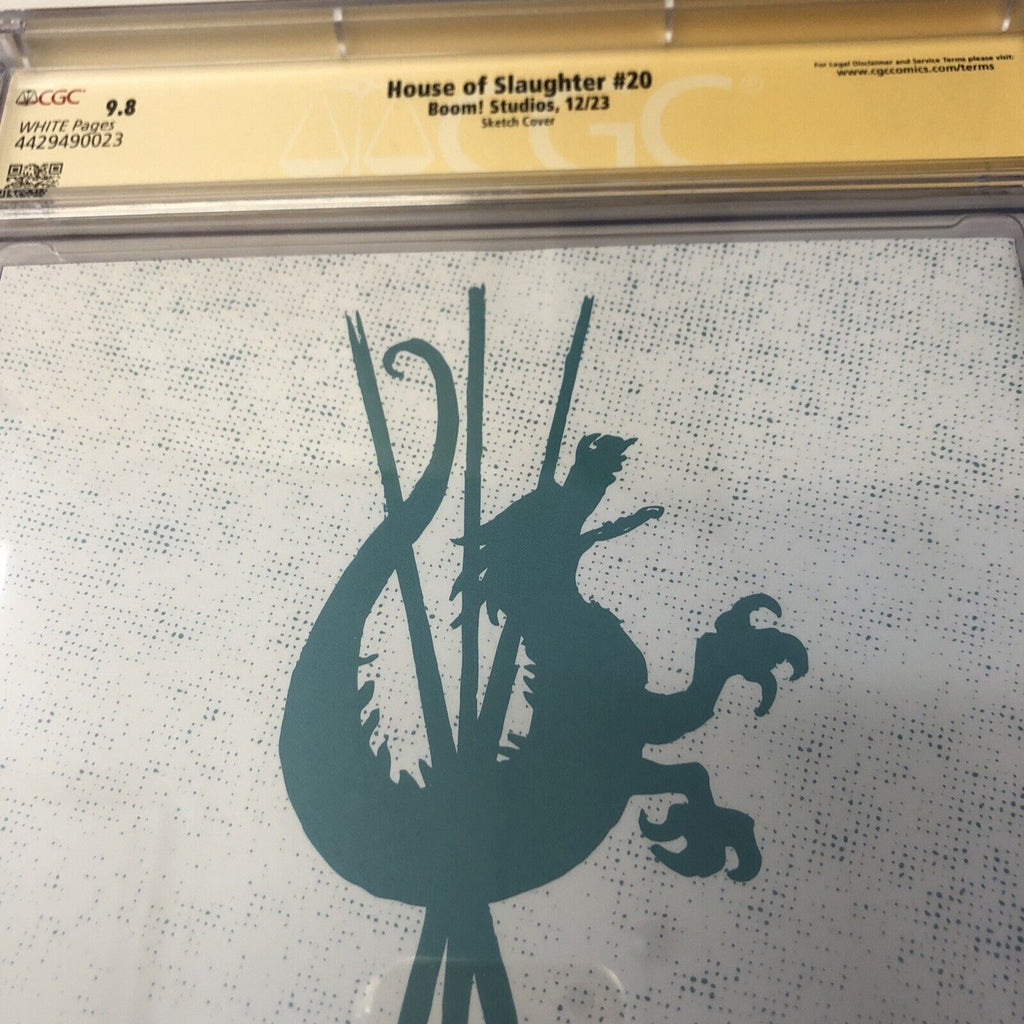 CGC 9.8
WHITE Pages
4429490023
House of Slaughter #20
Boom! Studios, 12/23
Sketch Cover
For Legal Disclaimer and Service Terms please visit:
www.cgccomics.com/terms
CGC